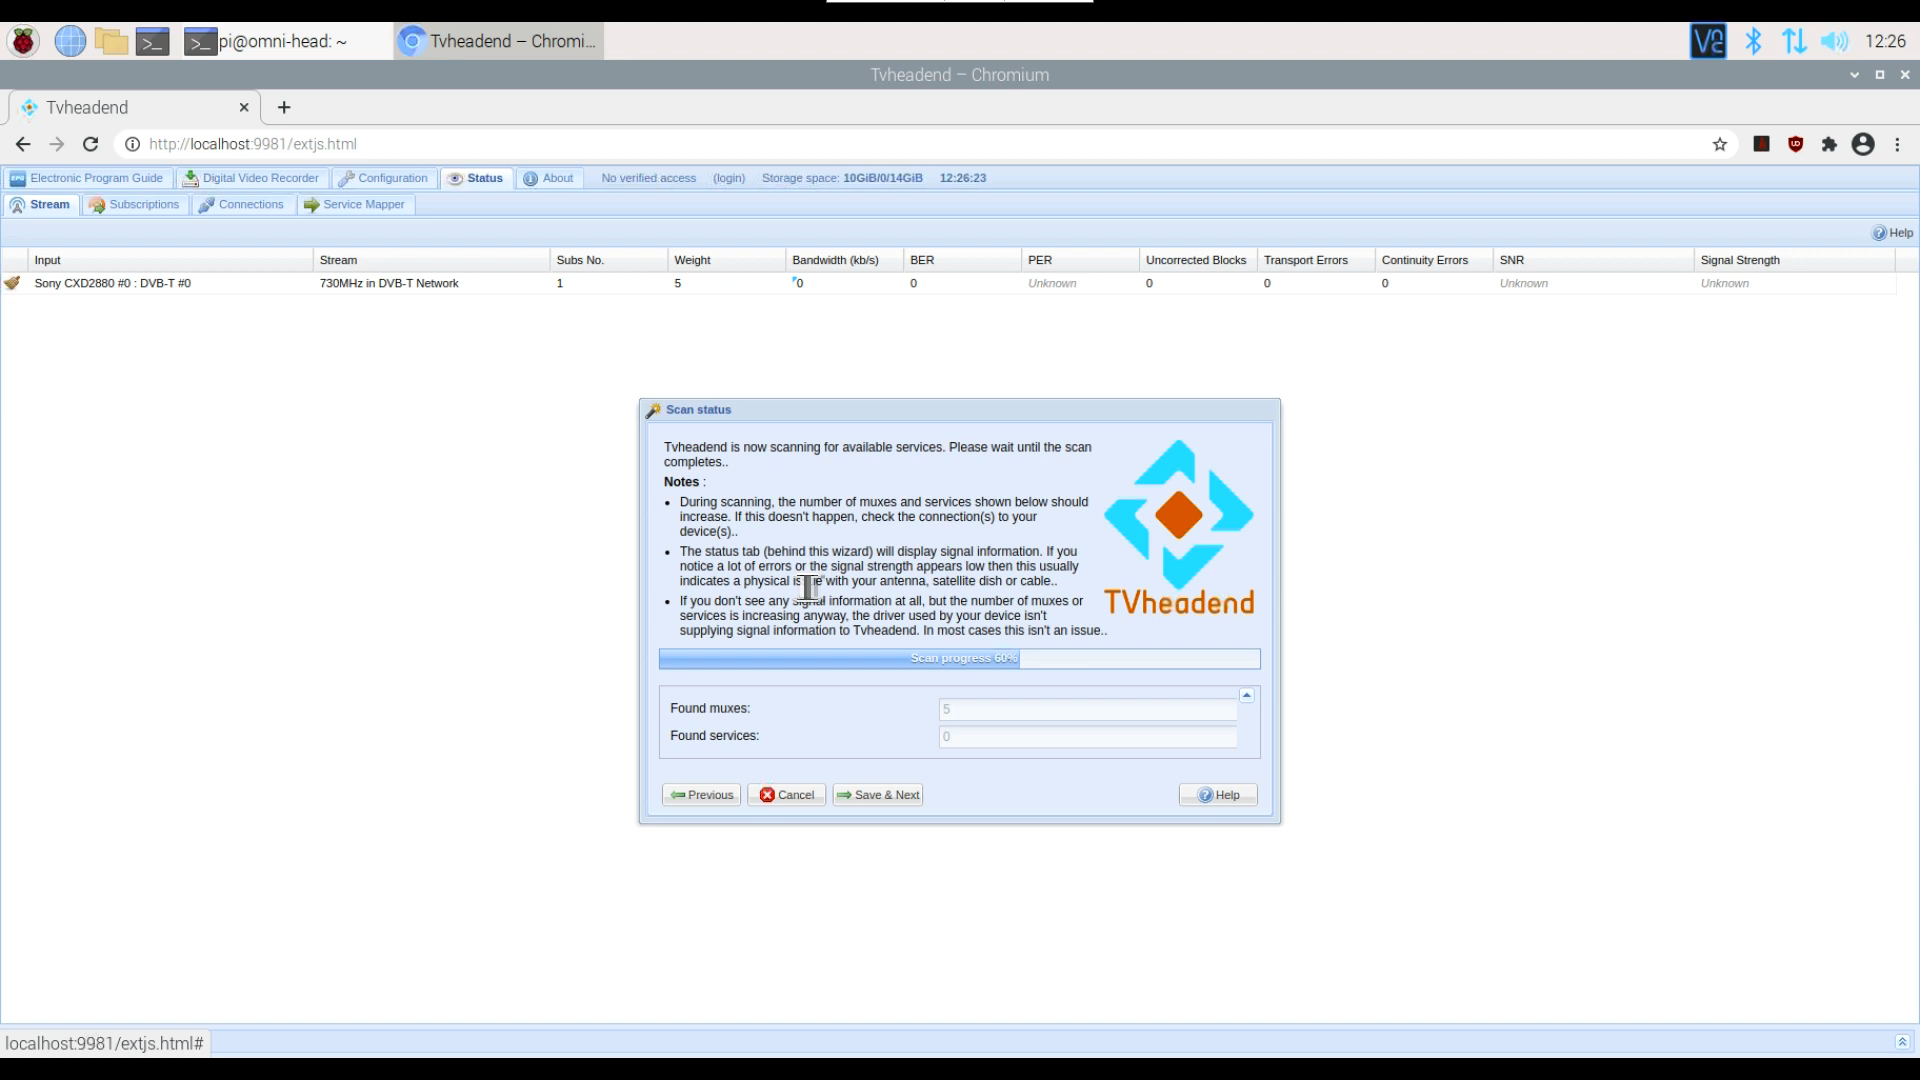 pi@omni-head: ~
Tvheadend – Chromi...
12:26
Tvheadend – Chromium
Tvheadend
http://localhost:9981/extjs.html
Electronic Program Guide
Digital Video Recorder
Configuration
Status
About
No verified access
(login)
Storage space: 10GiB/0/14GiB
12:26:23
Stream
Subscriptions
Connections
Service Mapper
Help
Input
Stream
Subs No.
Weight
Bandwidth (kb/s)
BER
PER
Uncorrected Blocks
Transport Errors
Continuity Errors
SNR
Signal Strength
Sony CXD2880 #0 : DVB-T #0
730MHz in DVB-T Network
1
5
0
0
Unknown
0
0
0
Unknown
Unknown
Scan status
Tvheadend is now scanning for available services. Please wait until the scan
completes..
Notes :
• During scanning, the number of muxes and services shown below should
increase. If this doesn't happen, check the connection(s) to your
device(s)..
• The status tab (behind this wizard) will display signal information. If you
notice a lot of errors or the signal strength appears low then this usually
indicates a physical issue with your antenna, satellite dish or cable..
• If you don't see any signal information at all, but the number of muxes or
services is increasing anyway, the driver used by your device isn't
supplying signal information to Tvheadend. In most cases this isn't an issue..
TVheadend
Scan progress 60%
Found muxes:
5
Found services:
0
Previous
Cancel
Save & Next
Help
localhost:9981/extjs.html#